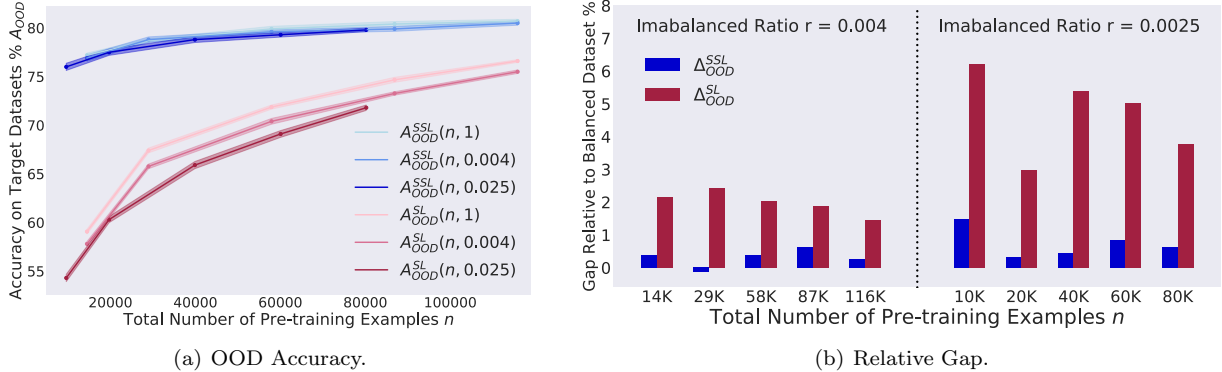 Accuracy on Target Datasets % A_OOD
80
75
70
65
60
55
20000 40000 60000 80000 100000
Total Number of Pre-training Examples n
A^SSL_OOD(n, 1)
A^SSL_OOD(n, 0.004)
A^SSL_OOD(n, 0.025)
A^SL_OOD(n, 1)
A^SL_OOD(n, 0.004)
A^SL_OOD(n, 0.025)
(a) OOD Accuracy.
Gap Relative to Balanced Dataset %
8
7
6
5
4
3
2
1
0
Imabalanced Ratio r = 0.004
Imabalanced Ratio r = 0.0025
Δ^SSL_OOD
Δ^SL_OOD
14K 29K 58K 87K 116K 10K 20K 40K 60K 80K
Total Number of Pre-training Examples n
(b) Relative Gap.